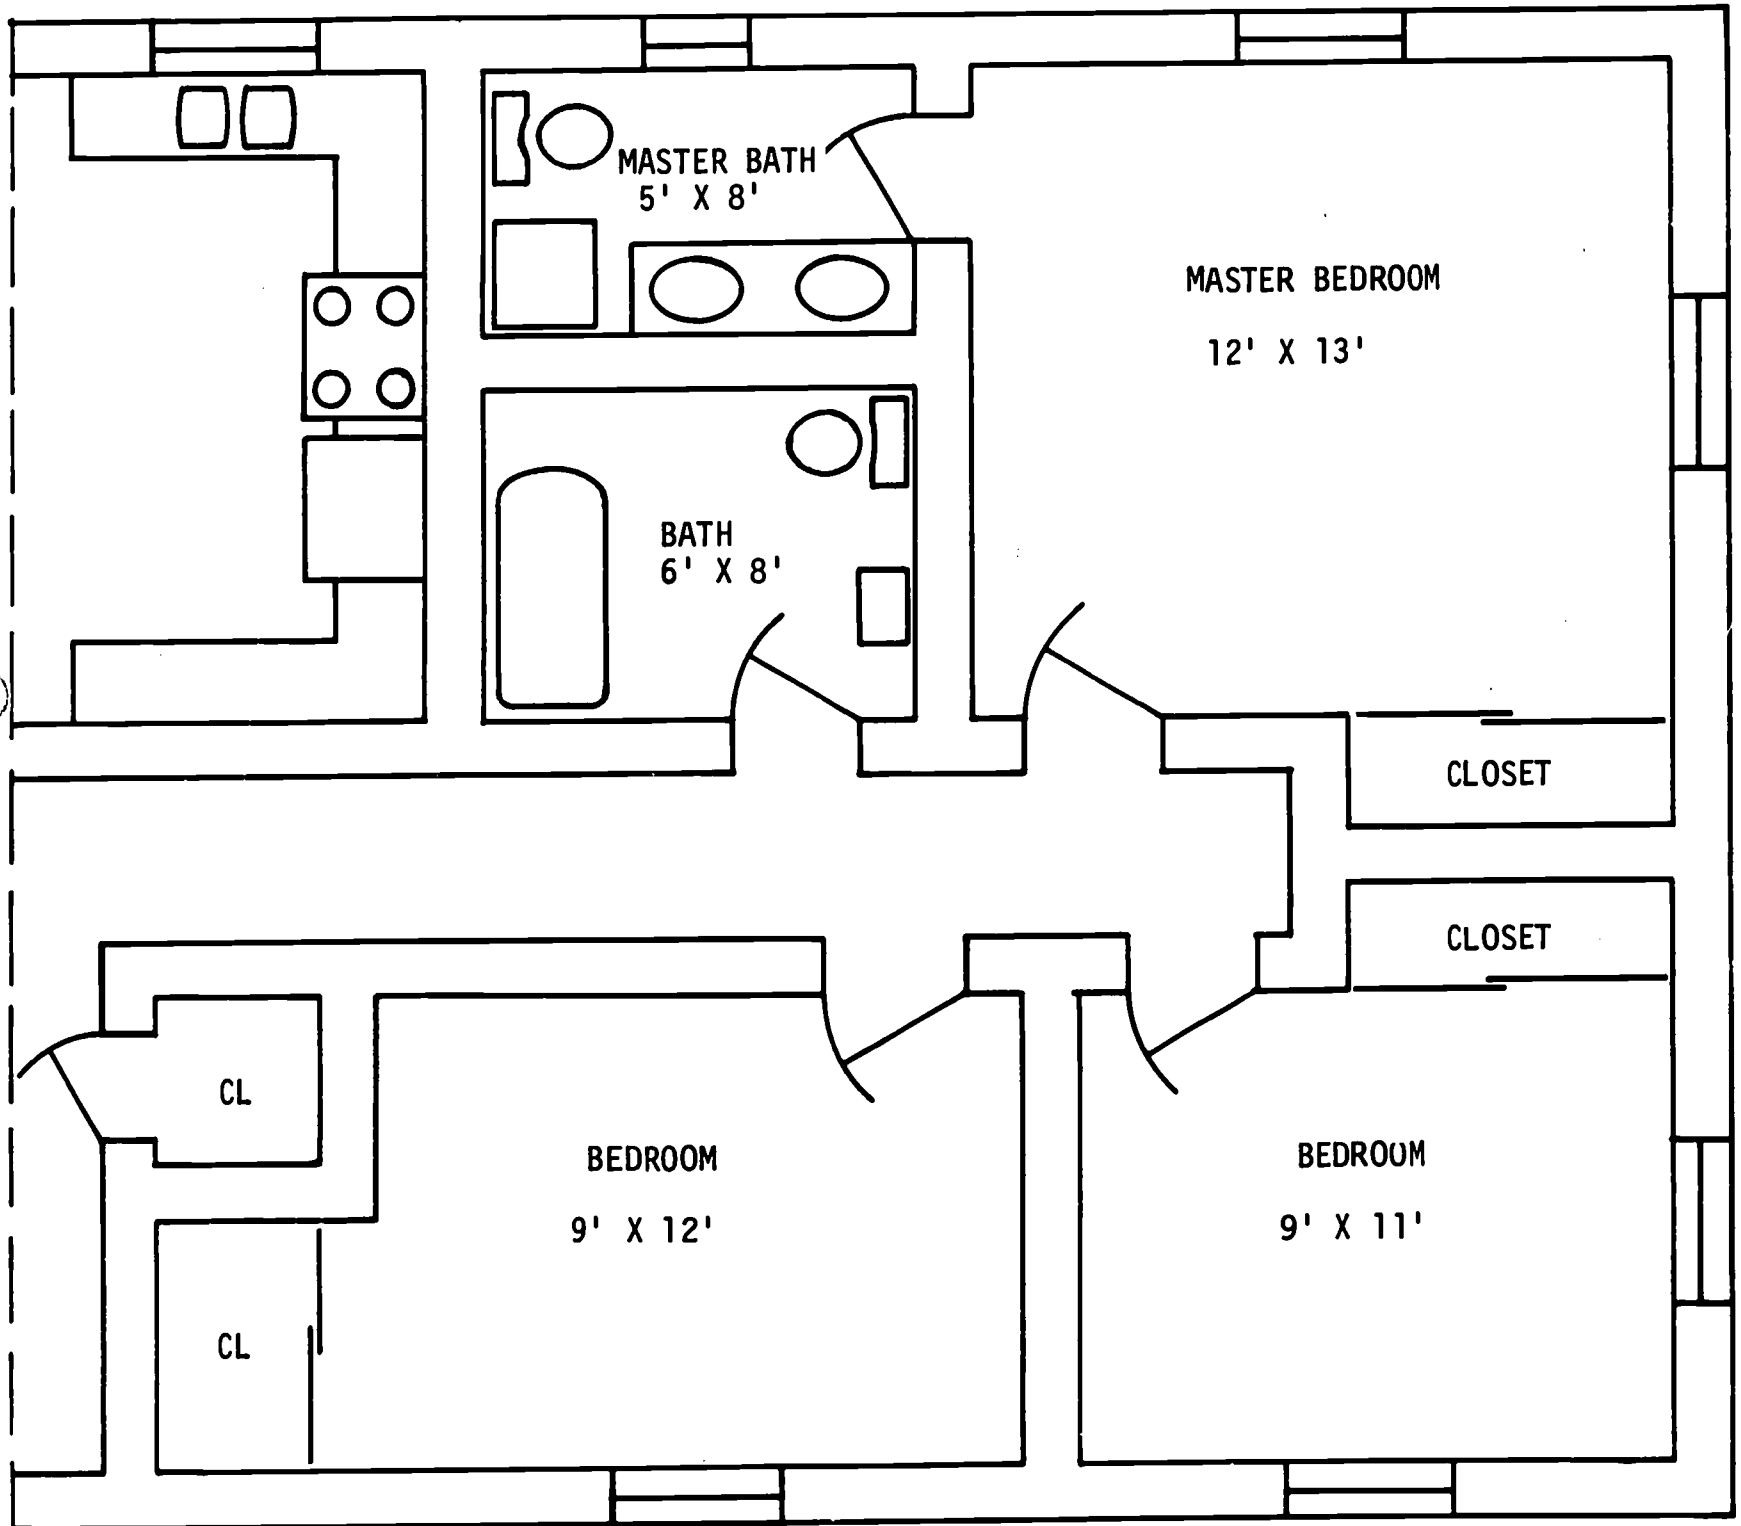 MASTER BATH
5' X 8'
MASTER BEDROOM
12' X 13'
BATH
6' X 8'
CLOSET
CLOSET
CL
BEDROOM
9' X 12'
BEDROOM
9' X 11'
CL